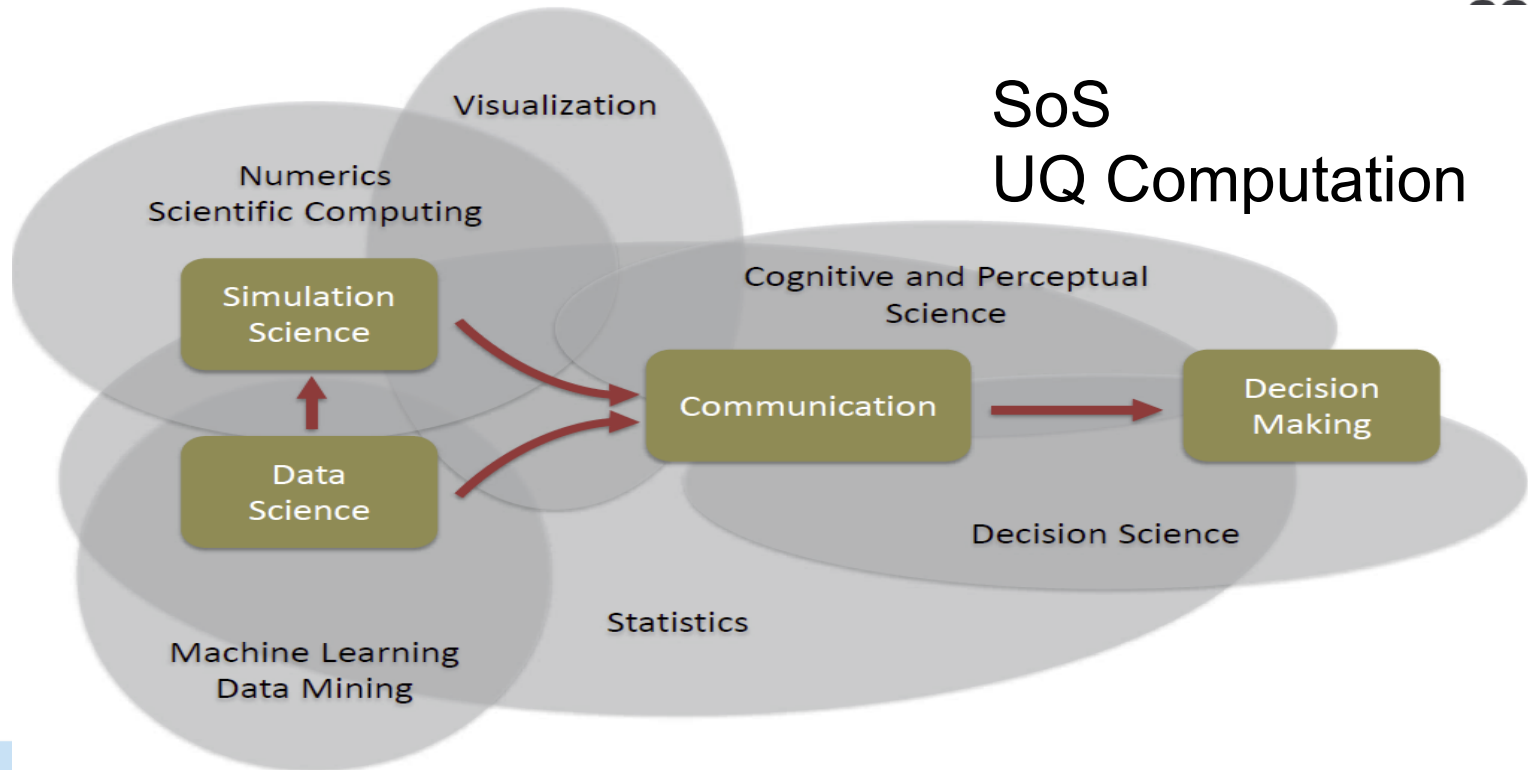 Visualization
SoS
UQ Computation
Numerics
Scientific Computing
Simulation
Science
Cognitive and Perceptual
Science
Communication
Decision
Making
Data
Science
Decision Science
Statistics
Machine Learning
Data Mining